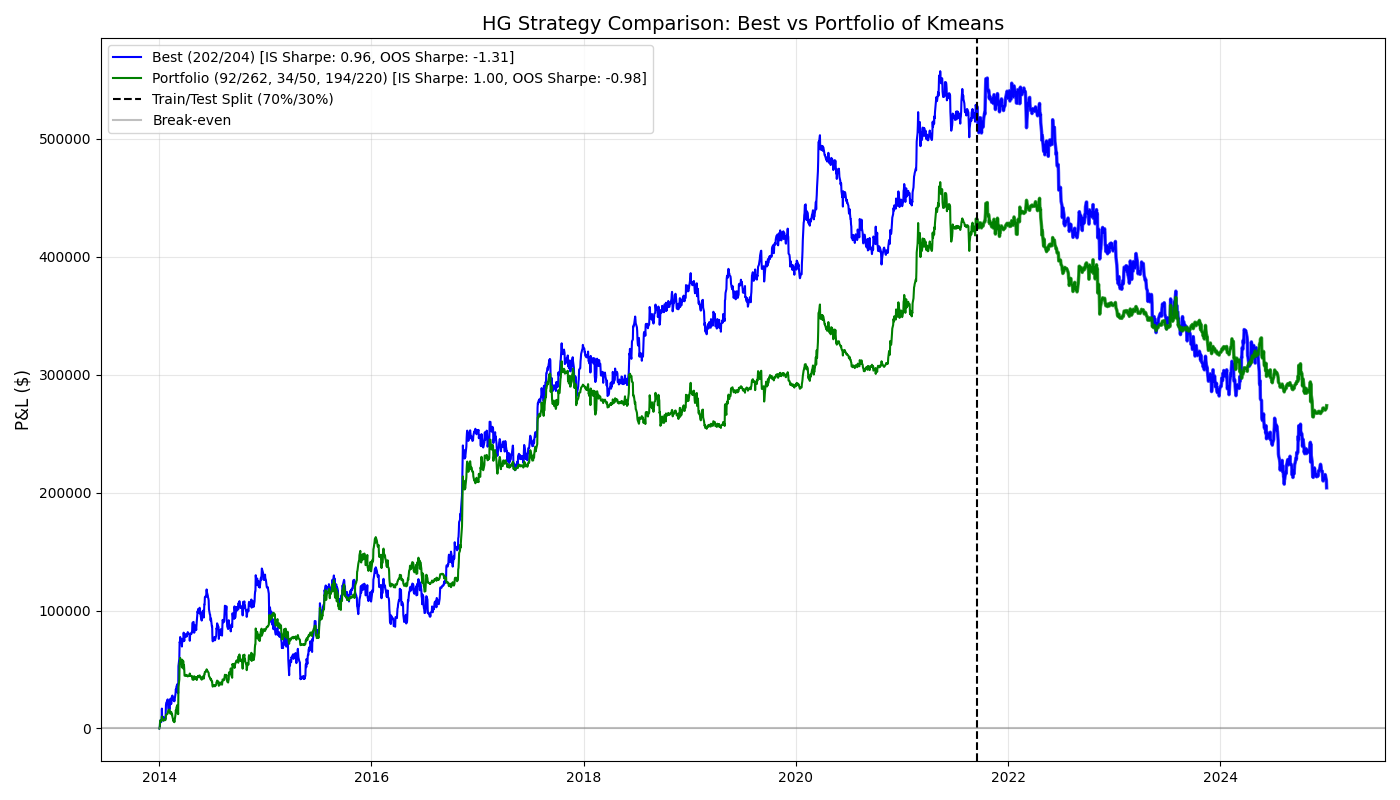 HG Strategy Comparison: Best vs Portfolio of Kmeans
Best (202/204) [IS Sharpe: 0.96, OOS Sharpe: -1.31]
Portfolio (92/262, 34/50, 194/220) [IS Sharpe: 1.00, OOS Sharpe: -0.98]
Train/Test Split (70%/30%)
Break-even
P&L ($)
500000
400000
300000
200000
100000
0
2014 2016 2018 2020 2022 2024